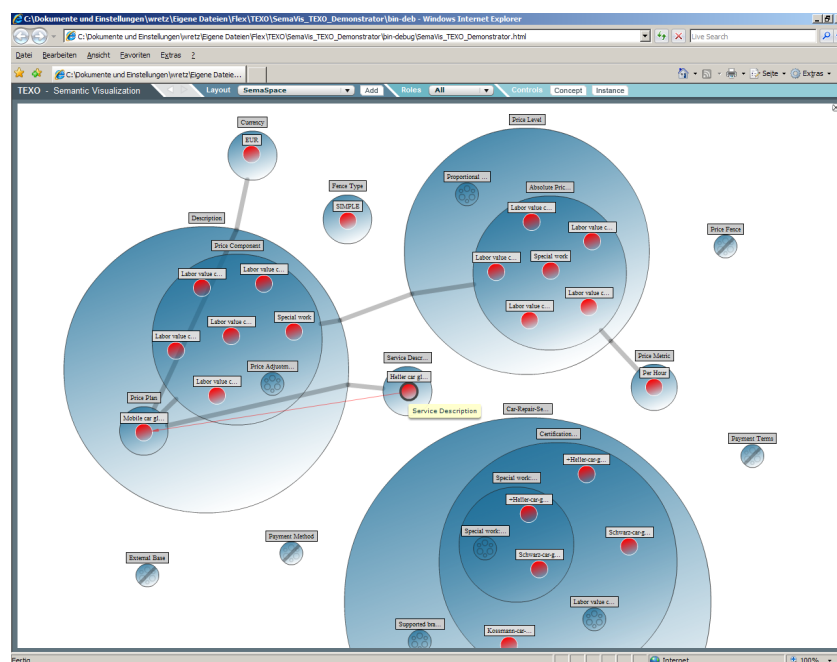 C:\Dokumente und Einstellungen\wretz\Eigene Dateien\Flex\TEXO\SemaVis_TEXO_Demonstrator\bin-deb - Windows Internet Explorer
C:\Dokumente und Einstellungen\wretz\Eigene Dateien\Flex\TEXO\SemaVis_TEXO_Demonstrator\bin-debug\SemaVis_TEXO_Demonstrator.html
Live Search
Datei Bearbeiten Ansicht Favoriten Extras ?
C:\Dokumente und Einstellungen\wretz\Eigene Dateie...
Seite Extras
TEXO - Semantic Visualization Layout SemaSpace Add Roles All Controls Concept Instance
Currency
EUR
Price Level
Proportional ...
Absolute Pric...
Labor value c...
Labor value c...
Labor value c...
Special work
Labor value c...
Labor value c...
Fence Type
SIMPLE
Price Fence
Description
Price Component
Labor value c...
Labor value c...
Special work
Labor value c...
Labor value c...
Price Adjustm...
Labor value c...
Price Plan
Mobile car gl...
Service Descr...
Heller car gl...
Service Description
Price Metric
Per Hour
Payment Terms
Car-Repair-Se...
Certification...
+Heller-car-g...
Special work:...
+Heller-car-g...
Special work:...
Schwarz-car-g...
Schwarz-car-g...
Labor value c...
Supported bra...
Kossmann-car-...
Payment Method
External Base
Fertig
Internet
100%